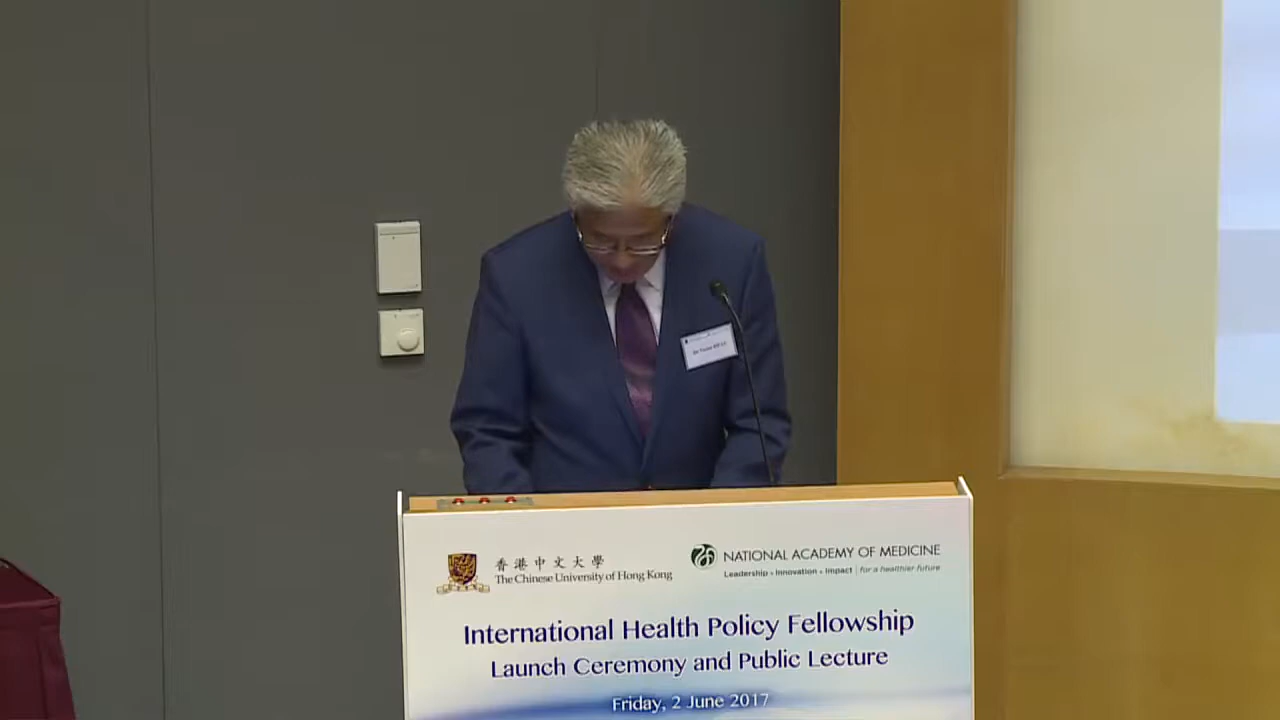 香港中文大學
The Chinese University of Hong Kong
NATIONAL ACADEMY OF MEDICINE
Leadership • Innovation • Impact | for a healthier future
International Health Policy Fellowship
Launch Ceremony and Public Lecture
Friday, 2 June 2017